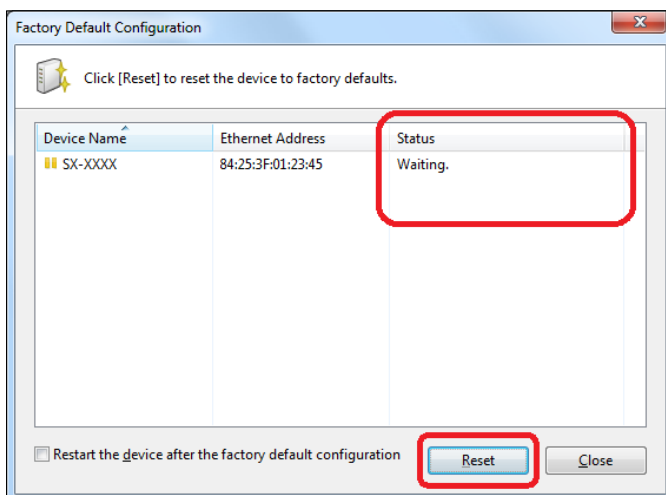 Factory Default Configuration
Click [Reset] to reset the device to factory defaults.
Device Name Ethernet Address Status
SX-XXXX 84:25:3F:01:23:45 Waiting.
Restart the device after the factory default configuration Reset Close